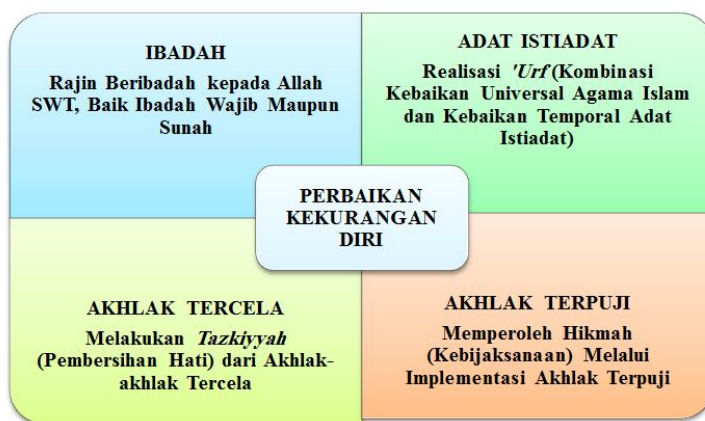 IBADAH
Rajin Beribadah kepada Allah
SWT, Baik Ibadah Wajib Maupun
Sunah
ADAT ISTIADAT
Realisasi 'Urf (Kombinasi
Kebaikan Universal Agama Islam
dan Kebaikan Temporal Adat
Istiadat)
PERBAIKAN
KEKURANGAN
DIRI
AKHLAK TERCELA
Melakukan Tazkiyyah
(Pembersihan Hati) dari Akhlak-
akhlak Tercela
AKHLAK TERPUJI
Memperoleh Hikmah
(Kebijaksanaan) Melalui
Implementasi Akhlak Terpuji